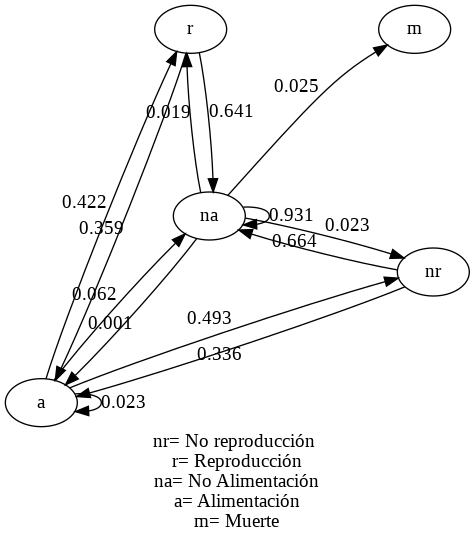 r
m
0.025
0.019
0.641
0.422
na
0.931
0.359
0.023
0.664
nr
0.062
0.001
0.493
0.336
a
0.023
nr= No reproducción
r= Reproducción
na= No Alimentación
a= Alimentación
m= Muerte